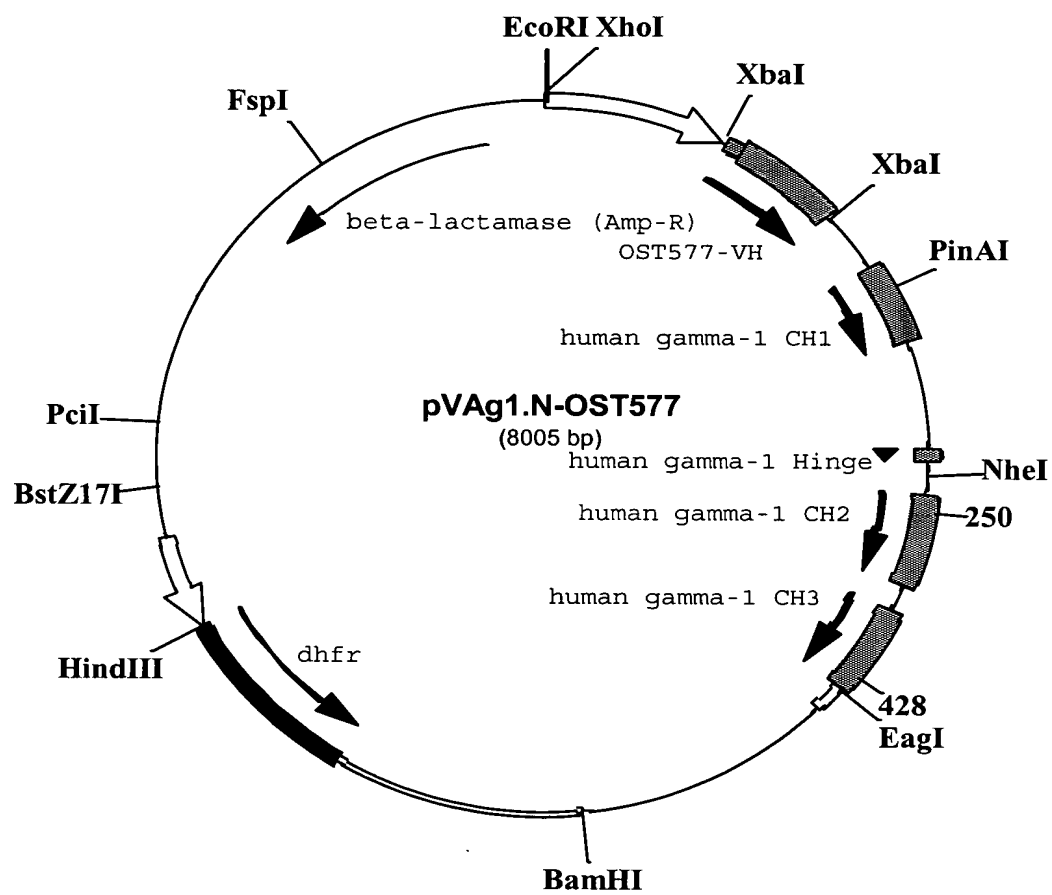 EcoRI XhoI
XbaI
FspI
XbaI
beta-lactamase (Amp-R)
OST577-VH
PinAI
human gamma-1 CH1
pVAg1.N-OST577
(8005 bp)
PciI
human gamma-1 Hinge
NheI
BstZ17I
human gamma-1 CH2
250
human gamma-1 CH3
dhfr
HindIII
428
EagI
BamHI